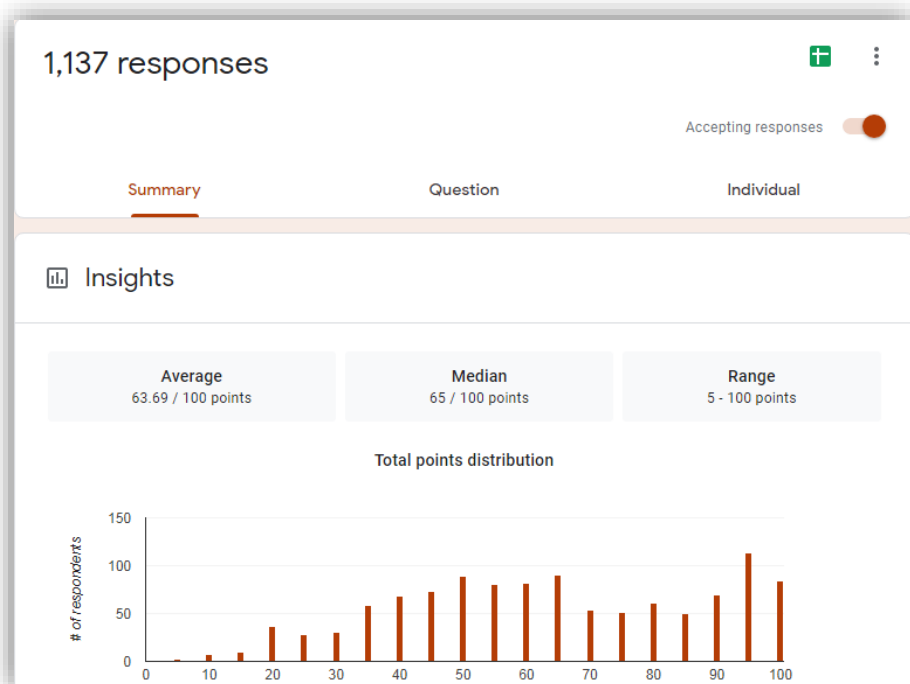 1,137 responses
Accepting responses
Summary Question Individual
Insights
Average Median Range
63.69 / 100 points 65 / 100 points 5 - 100 points
Total points distribution
# of respondents
150
100
50
0
0 10 20 30 40 50 60 70 80 90 100